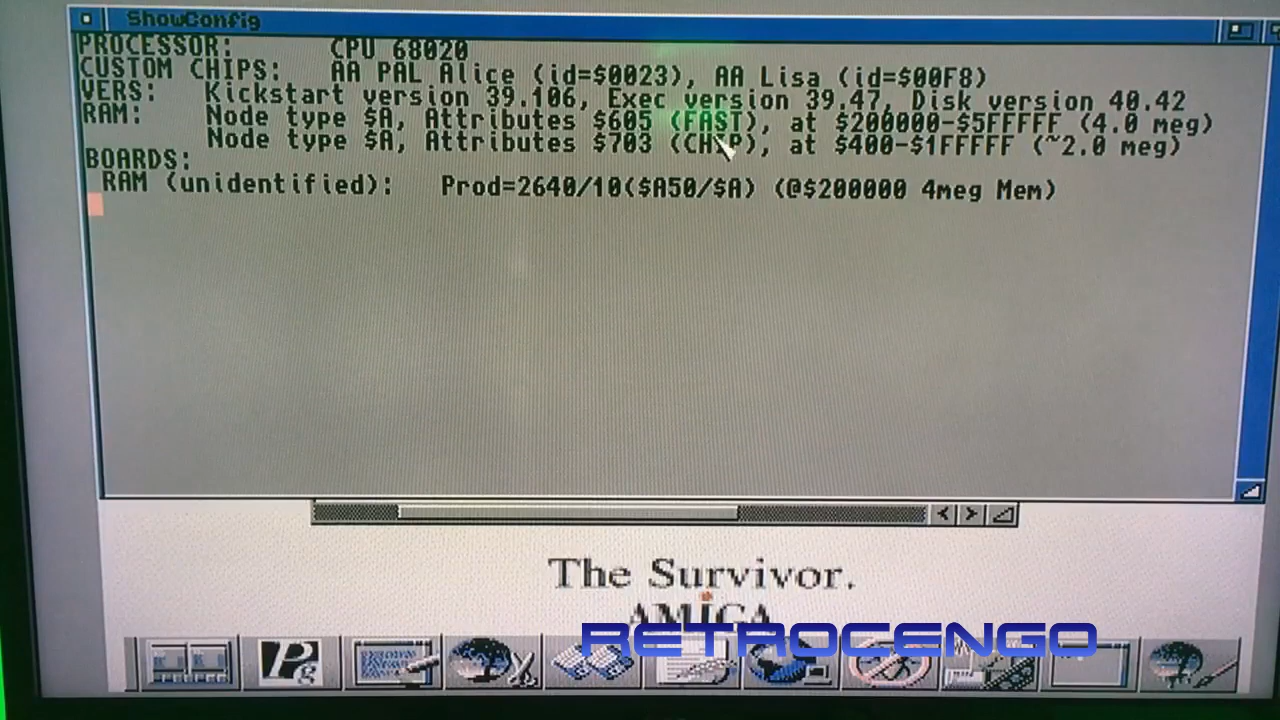 ShowConfig
PROCESSOR: CPU 68020
CUSTOM CHIPS: AA PAL Alice (id=$0023), AA Lisa (id=$00F8)
VERS: Kickstart version 39.106, Exec version 39.47, Disk version 40.42
RAM: Node type $A, Attributes $605 (FAST), at $200000-$5FFFFF (4.0 meg)
Node type $A, Attributes $703 (CHIP), at $400-$1FFFFF (~2.0 meg)
BOARDS:
RAM (unidentified): Prod=2640/10($A50/$A) (@$200000 4meg Mem)
The Survivor.
AMiGA
Pg
RETROCENGO